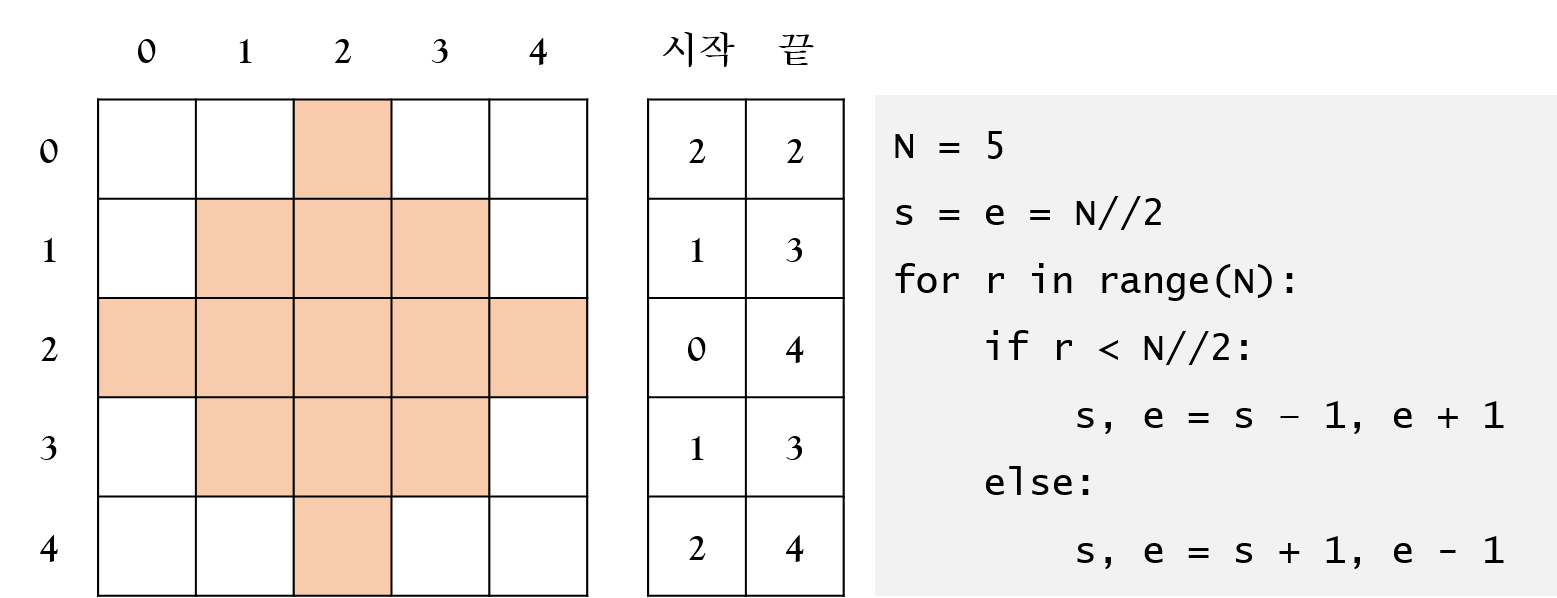 0 1 2 3 4 시작 끝
0 2 2
1 1 3
2 0 4
3 1 3
4 2 4
N = 5
s = e = N//2
for r in range(N):
    if r < N//2:
        s, e = s – 1, e + 1
    else:
        s, e = s + 1, e - 1